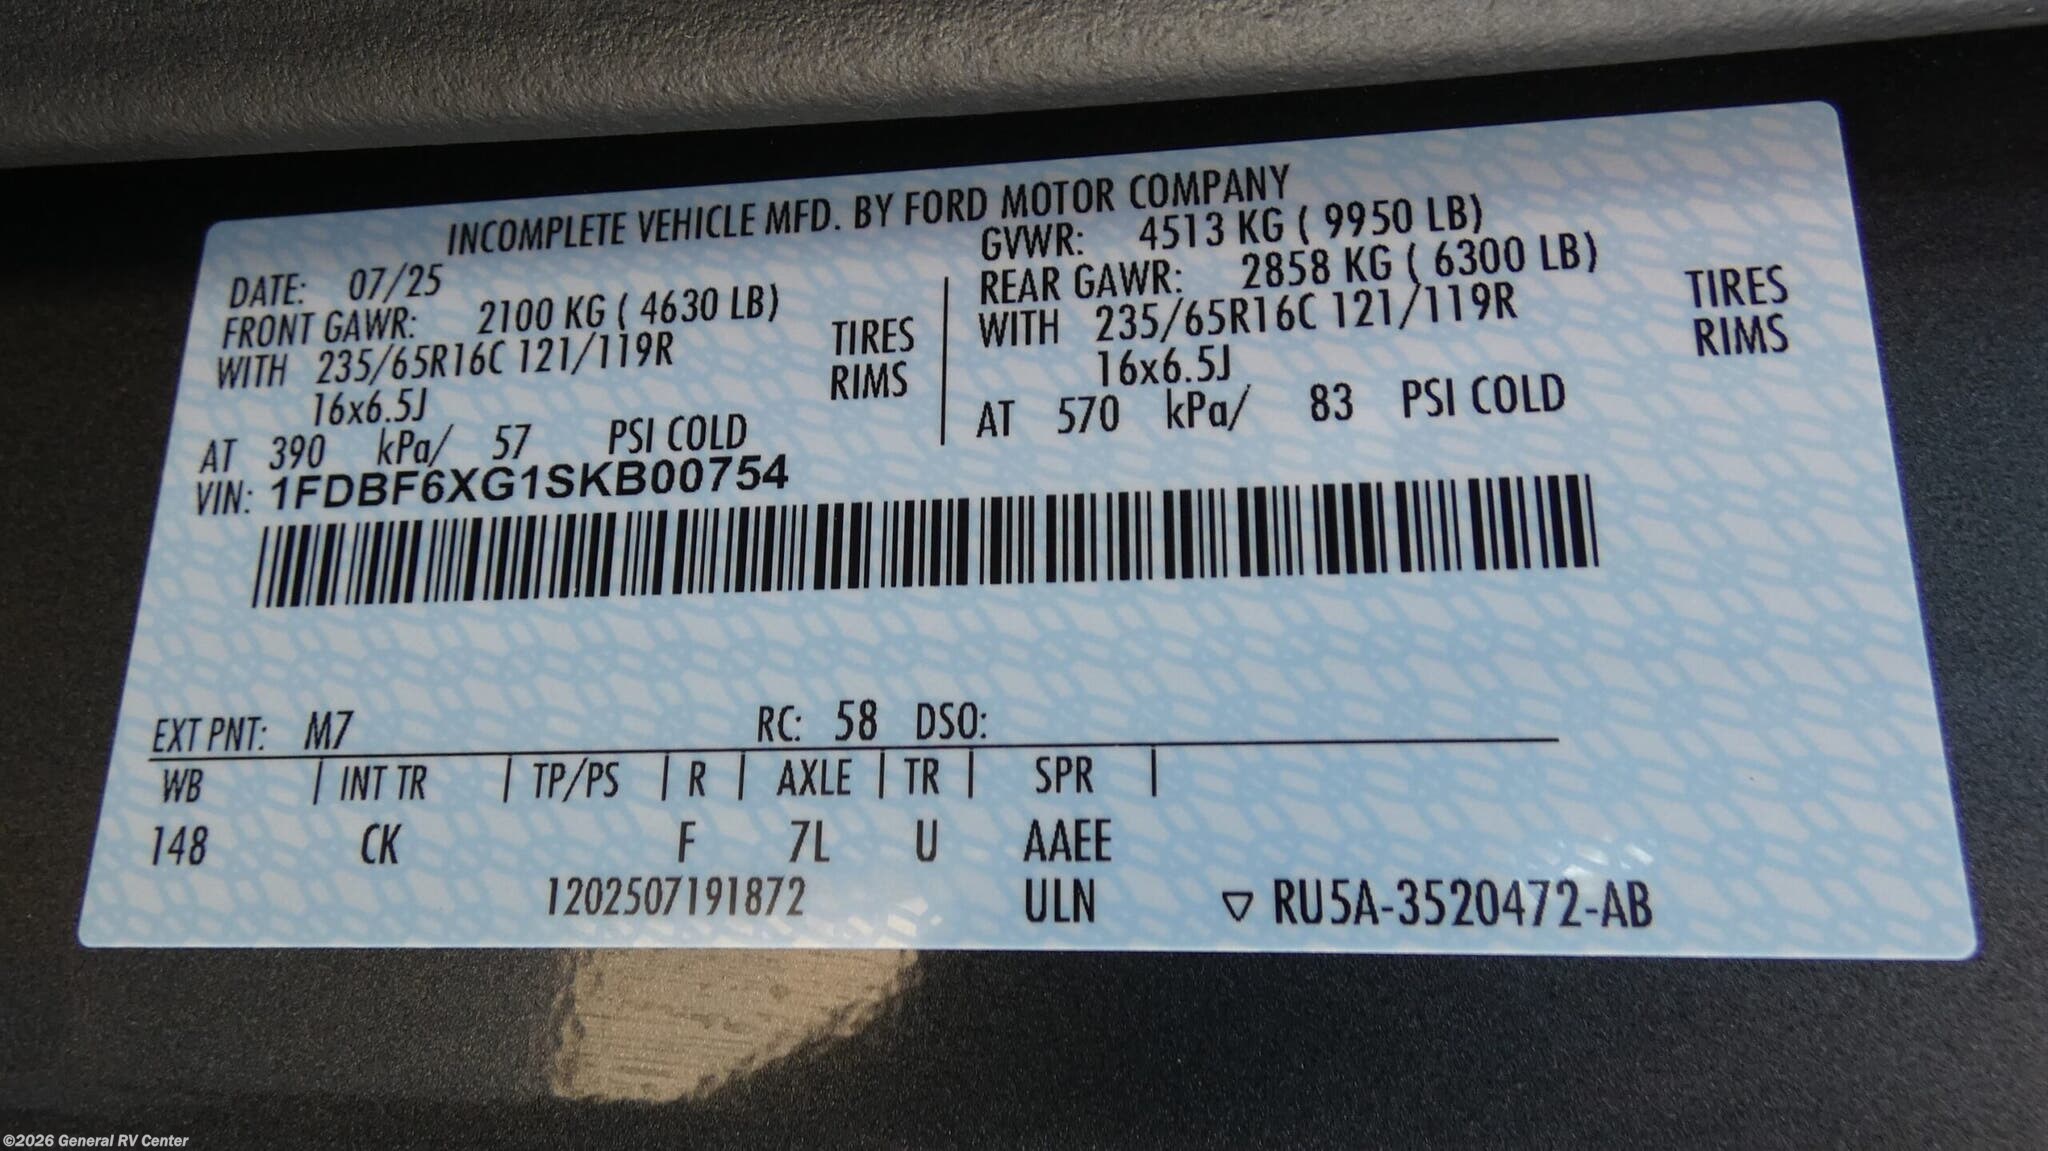 INCOMPLETE VEHICLE MFD. BY FORD MOTOR COMPANY
DATE: 07/25
GVWR: 4513 KG ( 9950 LB)
FRONT GAWR: 2100 KG ( 4630 LB)
REAR GAWR: 2858 KG ( 6300 LB)
WITH 235/65R16C 121/119R TIRES
16x6.5J RIMS
AT 390 kPa/ 57 PSI COLD
WITH 235/65R16C 121/119R TIRES
16x6.5J RIMS
AT 570 kPa/ 83 PSI COLD
VIN: 1FDBF6XG1SKB00754
EXT PNT: M7 RC: 58 DSO:
WB | INT TR | TP/PS | R | AXLE | TR | SPR |
148 CK F 7L U AAEE
1202507191872 ULN ▽ RU5A-3520472-AB
©2026 General RV Center